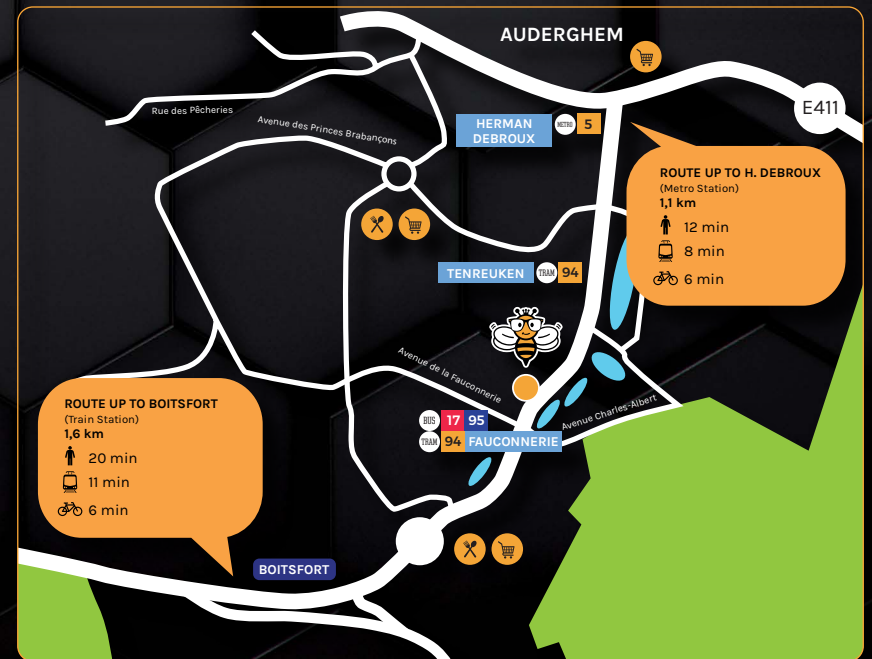 AUDERGHEM
E411
Rue des Pêcheries
Avenue des Princes Brabançons
HERMAN
DEBROUX
METRO
5
ROUTE UP TO H. DEBROUX
(Metro Station)
1,1 km
12 min
8 min
6 min
TENREUKEN
TRAM
94
Avenue de la Fauconnerie
Avenue Charles-Albert
BUS
17
95
TRAM
94
FAUCONNERIE
ROUTE UP TO BOITSFORT
(Train Station)
1,6 km
20 min
11 min
6 min
BOITSFORT